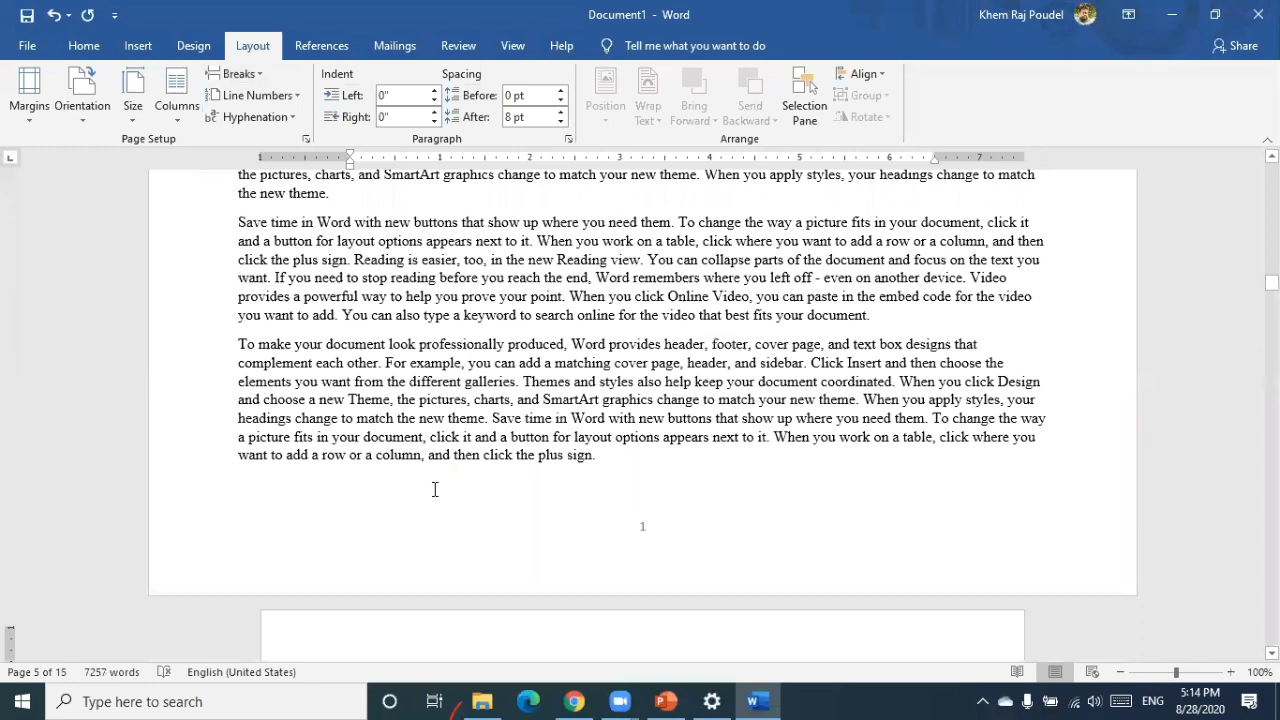 Document1 - Word
Khem Raj Poudel
File Home Insert Design Layout References Mailings Review View Help Tell me what you want to do Share
Margins Orientation Size Columns
Breaks
Line Numbers
Hyphenation
Page Setup
Indent
Left: 0"
Right: 0"
Spacing
Before: 0 pt
After: 8 pt
Paragraph
Position
Wrap Text
Bring Forward
Send Backward
Selection Pane
Align
Group
Rotate
Arrange
1 1 2 3 4 5 6 7
the pictures, charts, and SmartArt graphics change to match your new theme. When you apply styles, your headings change to match
the new theme.
Save time in Word with new buttons that show up where you need them. To change the way a picture fits in your document, click it
and a button for layout options appears next to it. When you work on a table, click where you want to add a row or a column, and then
click the plus sign. Reading is easier, too, in the new Reading view. You can collapse parts of the document and focus on the text you
want. If you need to stop reading before you reach the end, Word remembers where you left off - even on another device. Video
provides a powerful way to help you prove your point. When you click Online Video, you can paste in the embed code for the video
you want to add. You can also type a keyword to search online for the video that best fits your document.
To make your document look professionally produced, Word provides header, footer, cover page, and text box designs that
complement each other. For example, you can add a matching cover page, header, and sidebar. Click Insert and then choose the
elements you want from the different galleries. Themes and styles also help keep your document coordinated. When you click Design
and choose a new Theme, the pictures, charts, and SmartArt graphics change to match your new theme. When you apply styles, your
headings change to match the new theme. Save time in Word with new buttons that show up where you need them. To change the way
a picture fits in your document, click it and a button for layout options appears next to it. When you work on a table, click where you
want to add a row or a column, and then click the plus sign.
1
1
Page 5 of 15 7257 words English (United States) 100%
Type here to search
ENG
5:14 PM
8/28/2020